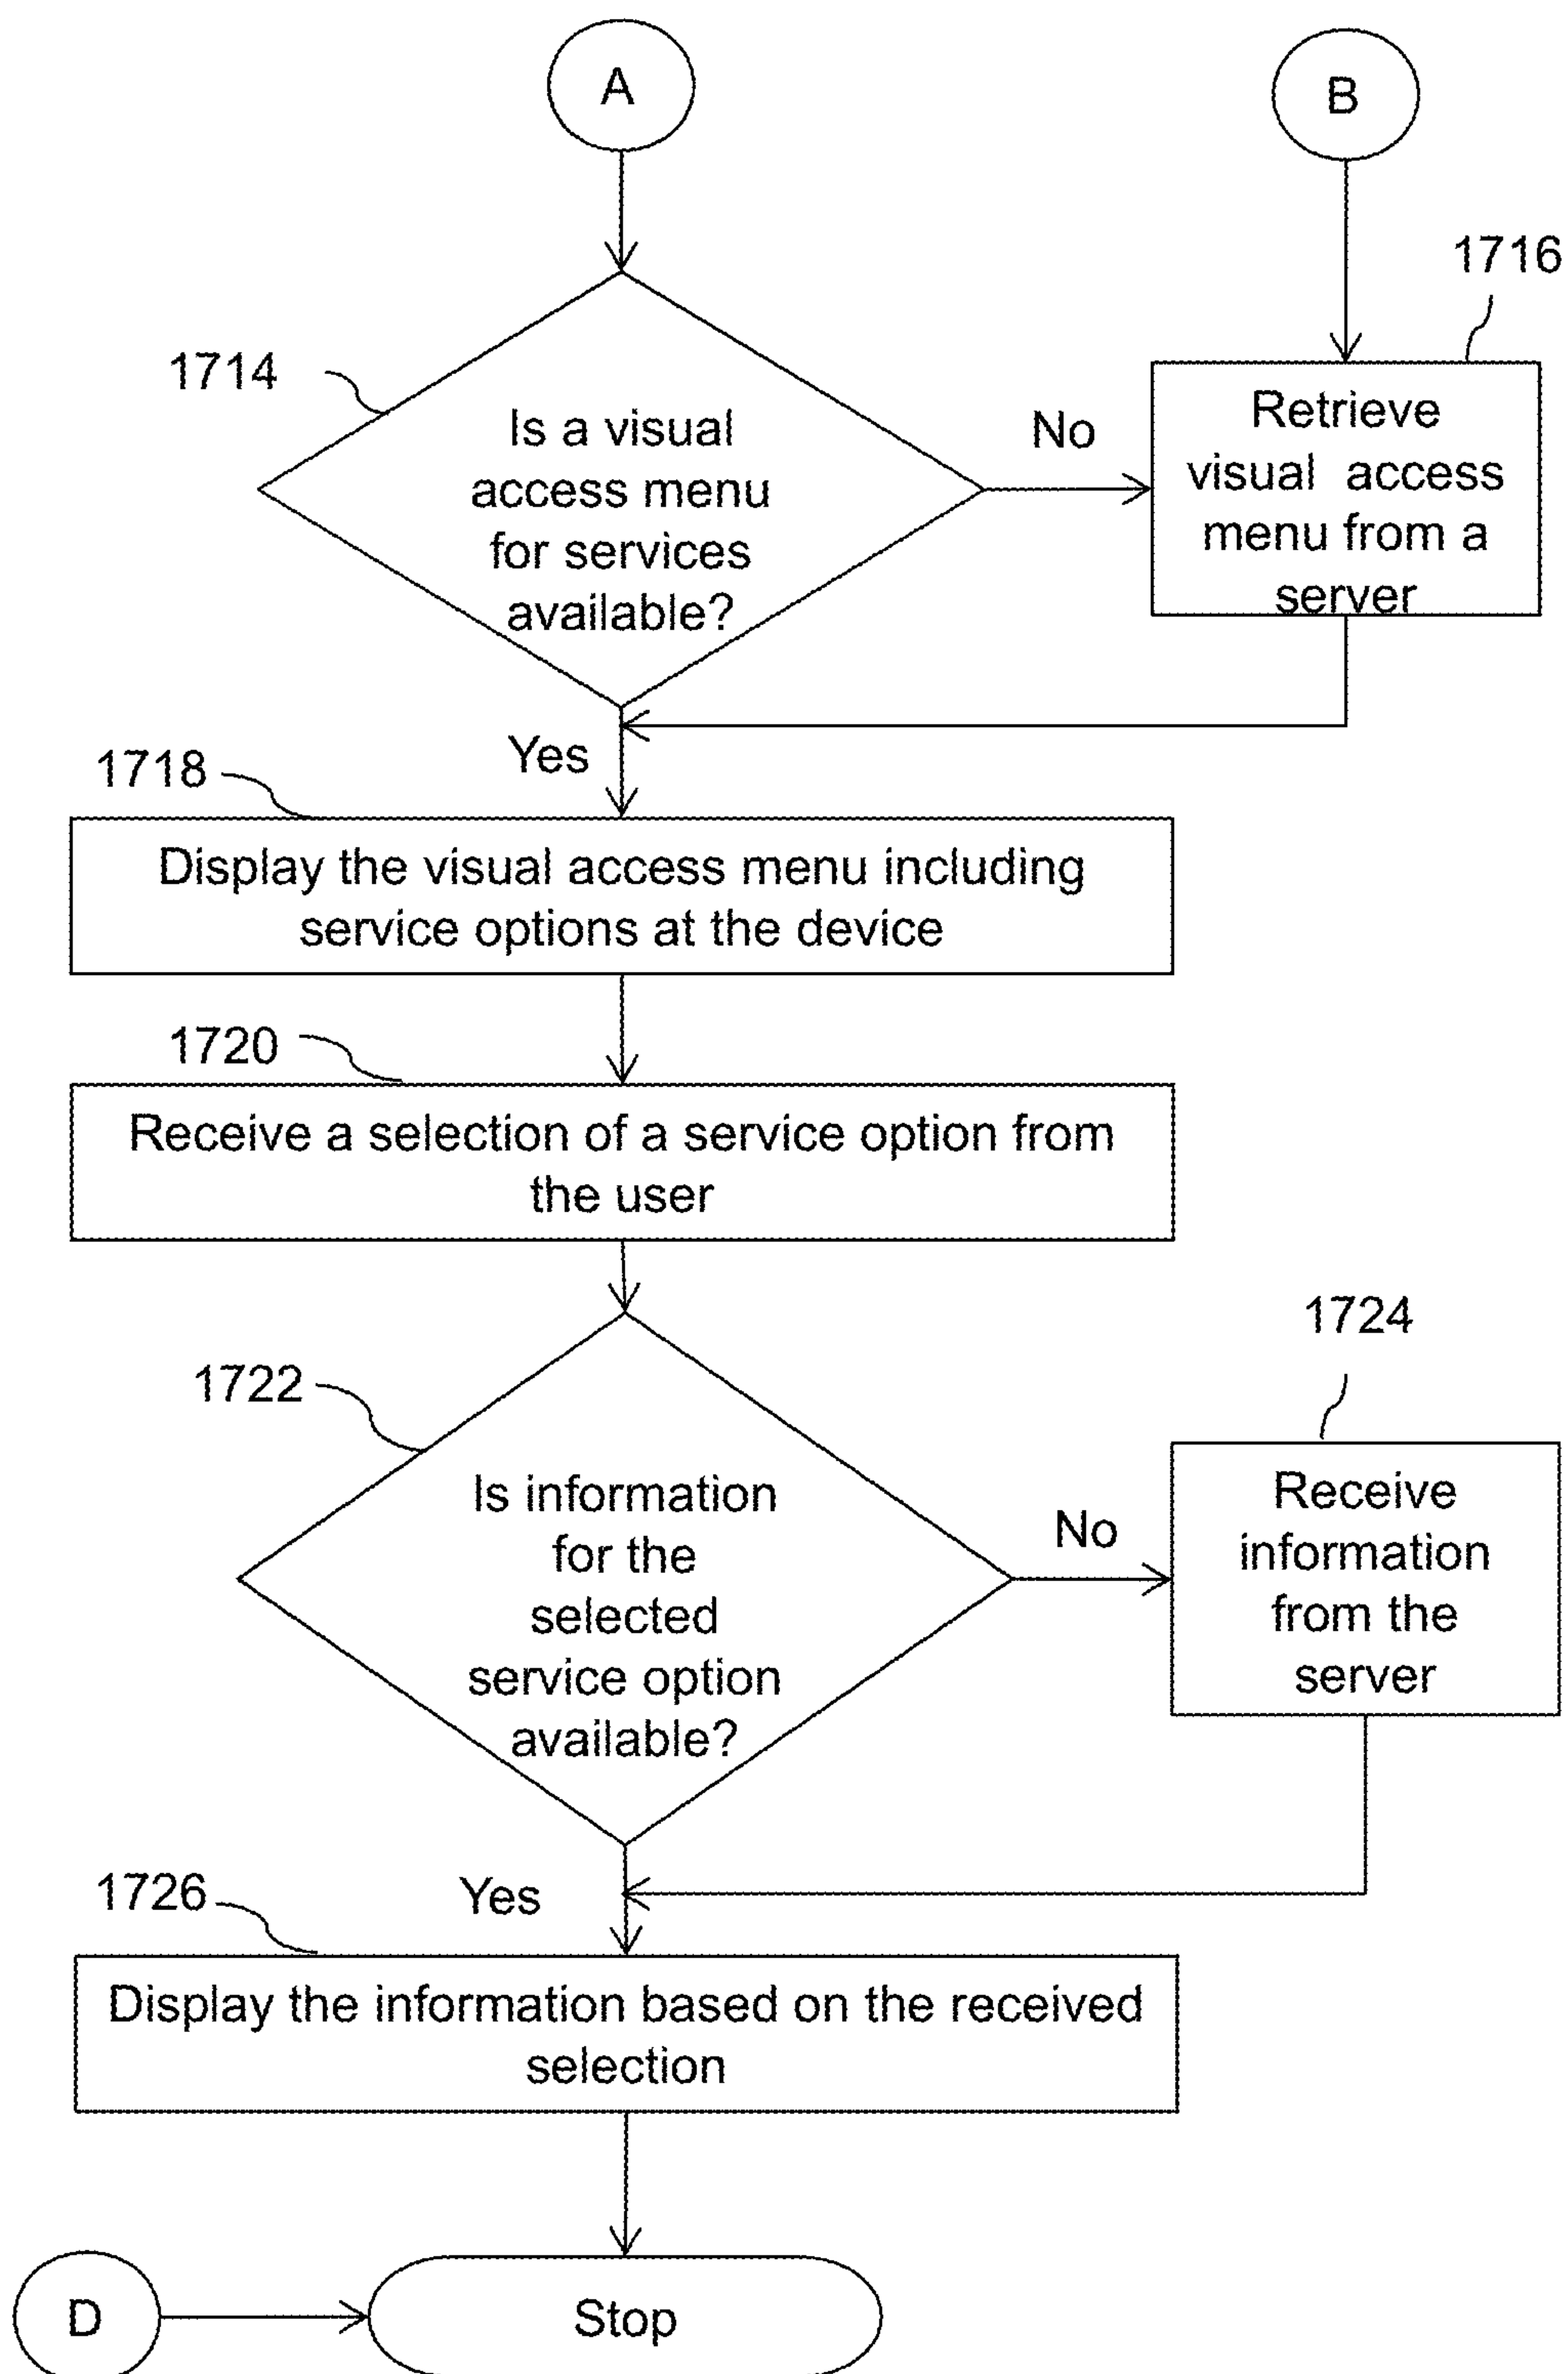 A
B
1716
1714
Is a visual
access menu
for services
available?
No
Retrieve
visual access
menu from a
server
Yes
1718
Display the visual access menu including
service options at the device
1720
Receive a selection of a service option from
the user
1724
1722
Is information
for the
selected
service option
available?
No
Receive
information
from the
server
1726
Yes
Display the information based on the received
selection
D
Stop